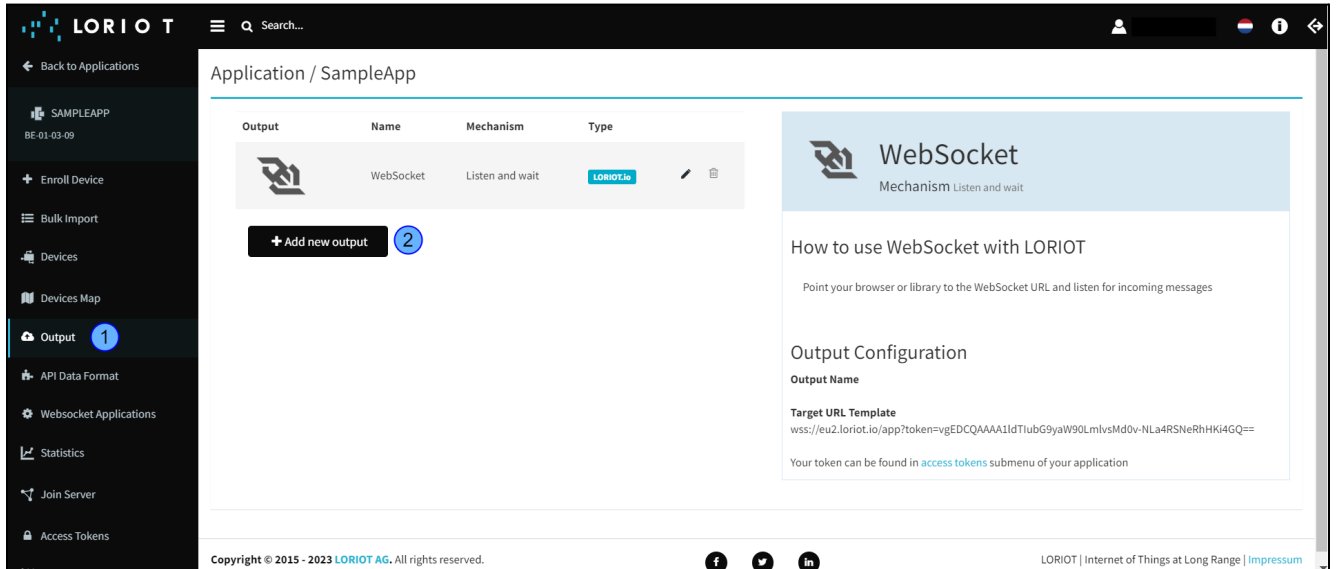 LORIOT
Search...
Back to Applications
SAMPLEAPP
BE-01-03-09
Enroll Device
Bulk Import
Devices
Devices Map
Output 1
API Data Format
Websocket Applications
Statistics
Join Server
Access Tokens
Application / SampleApp
Output Name Mechanism Type
WebSocket Listen and wait LORIOT.io
+ Add new output 2
WebSocket
Mechanism Listen and wait
How to use WebSocket with LORIOT
Point your browser or library to the WebSocket URL and listen for incoming messages
Output Configuration
Output Name
Target URL Template
wss://eu2.loriot.io/app?token=vgEDCQAAAA1ldTIubG9yaW90LmlvsMd0v-NLa4RSNeRhHKi4GQ==
Your token can be found in access tokens submenu of your application
Copyright © 2015 - 2023 LORIOT AG. All rights reserved.
LORIOT | Internet of Things at Long Range | Impressum